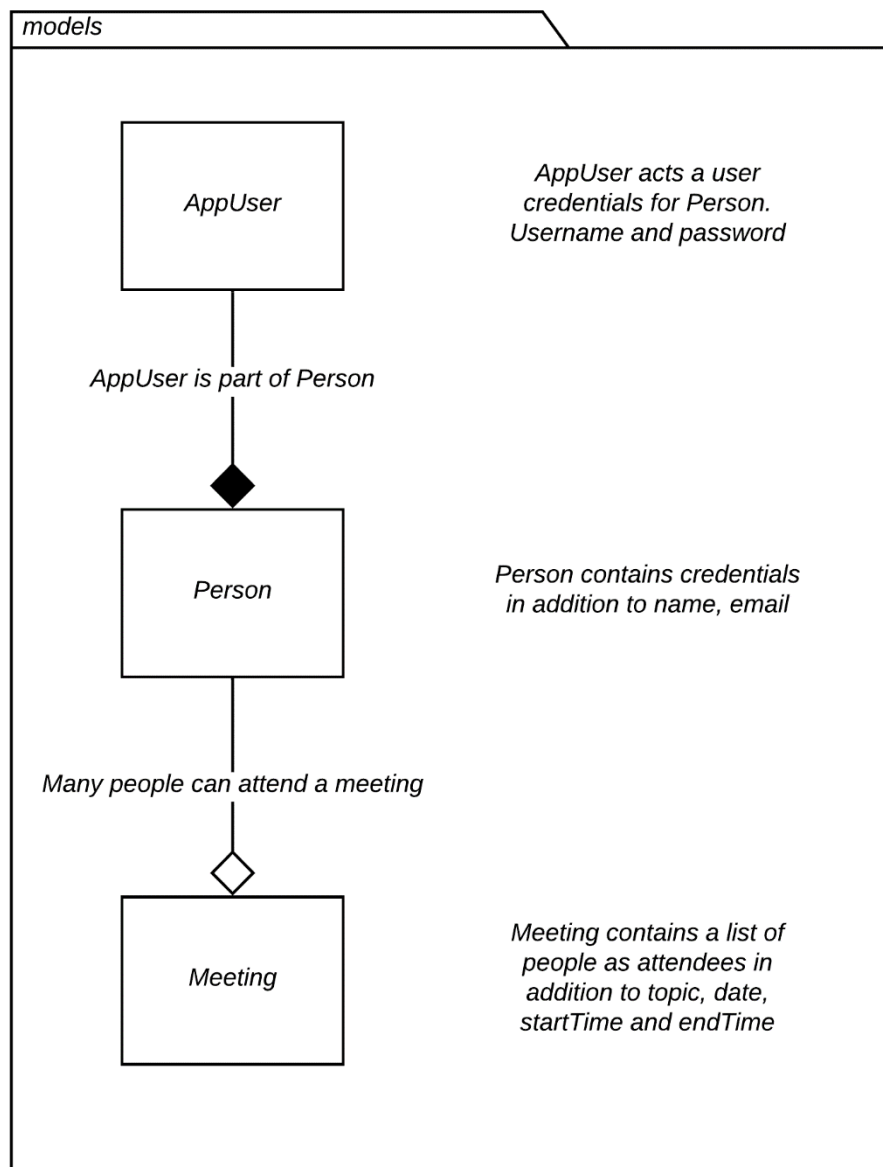 models
AppUser
AppUser acts a user
credentials for Person.
Username and password
AppUser is part of Person
Person
Person contains credentials
in addition to name, email
Many people can attend a meeting
Meeting
Meeting contains a list of
people as attendees in
addition to topic, date,
startTime and endTime